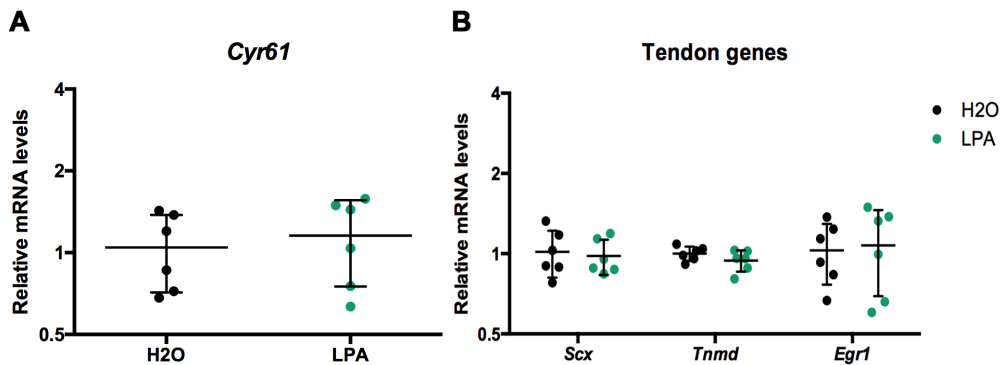 A
Cyr61
Relative mRNA levels
4
2
1
0.5
H2O
LPA
B
Tendon genes
Relative mRNA levels
4
2
1
0.5
Scx
Tnmd
Egr1
H2O
LPA